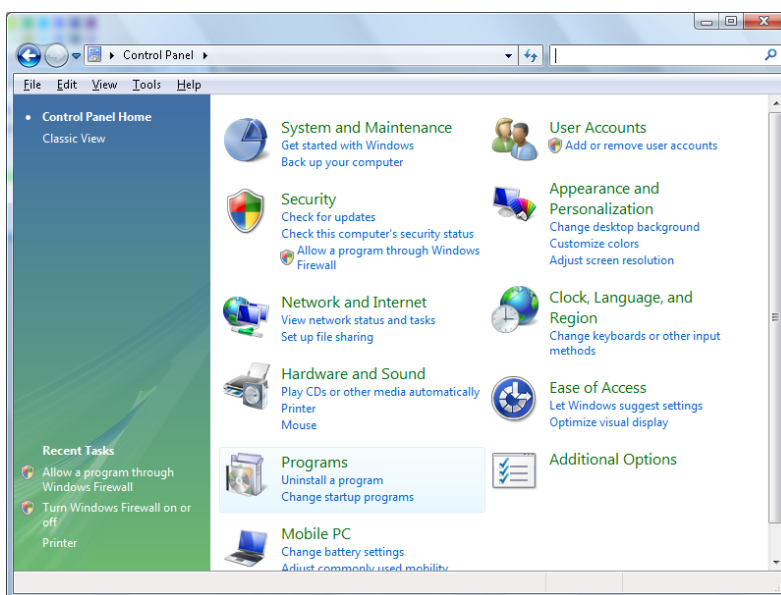 Control Panel
File Edit View Tools Help
Control Panel Home
Classic View
System and Maintenance
Get started with Windows
Back up your computer
Security
Check for updates
Check this computer's security status
Allow a program through Windows
Firewall
Network and Internet
View network status and tasks
Set up file sharing
Hardware and Sound
Play CDs or other media automatically
Printer
Mouse
Programs
Uninstall a program
Change startup programs
Mobile PC
Change battery settings
Adjust commonly used mobility
User Accounts
Add or remove user accounts
Appearance and
Personalization
Change desktop background
Customize colors
Adjust screen resolution
Clock, Language, and
Region
Change keyboards or other input
methods
Ease of Access
Let Windows suggest settings
Optimize visual display
Additional Options
Recent Tasks
Allow a program through
Windows Firewall
Turn Windows Firewall on or
off
Printer